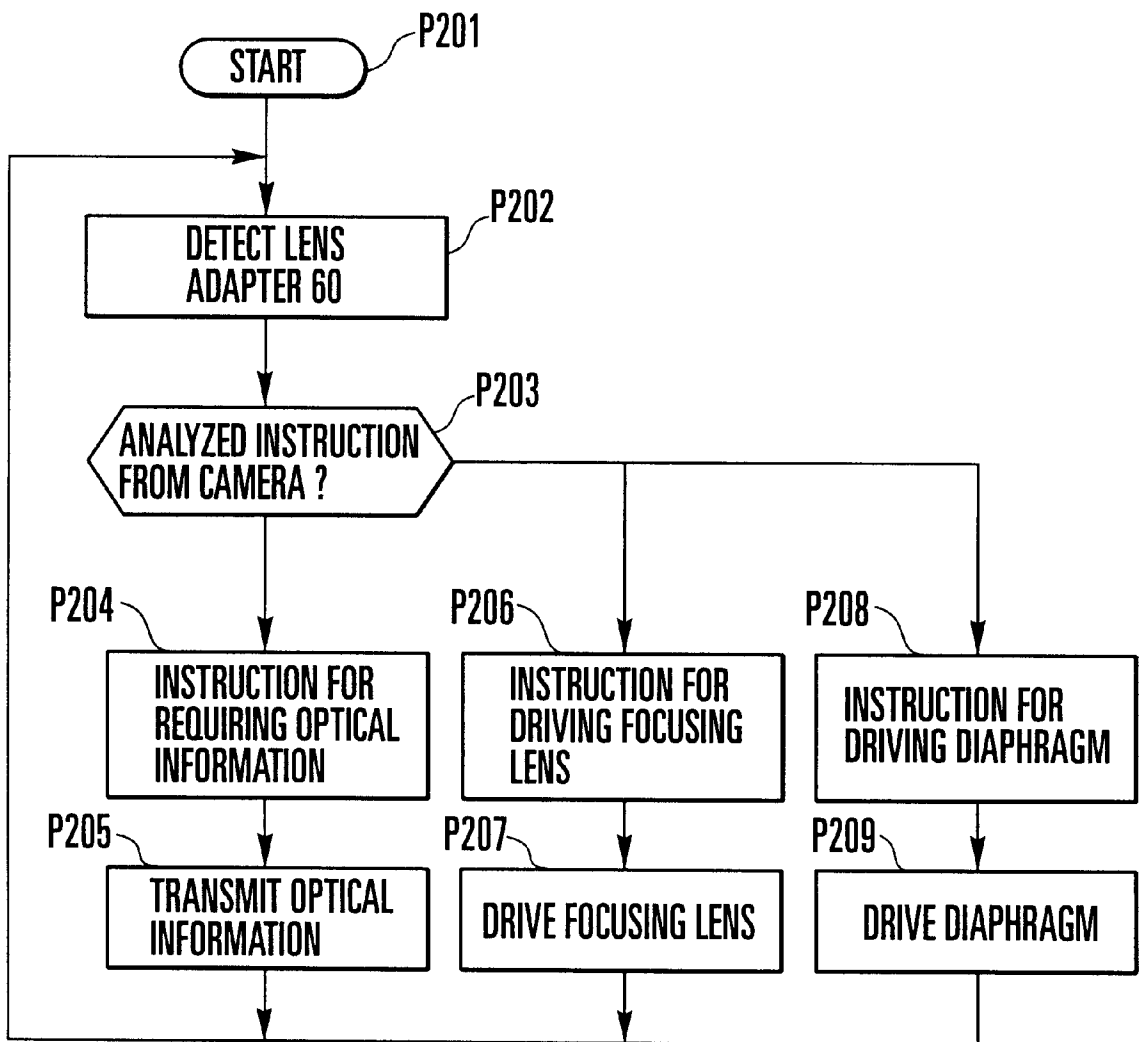 P201
START
P202
DETECT LENS
ADAPTER 60
P203
ANALYZED INSTRUCTION
FROM CAMERA ?
P204
INSTRUCTION FOR
REQUIRING OPTICAL
INFORMATION
P206
INSTRUCTION FOR
DRIVING FOCUSING
LENS
P208
INSTRUCTION FOR
DRIVING DIAPHRAGM
P205
TRANSMIT OPTICAL
INFORMATION
P207
DRIVE FOCUSING LENS
P209
DRIVE DIAPHRAGM